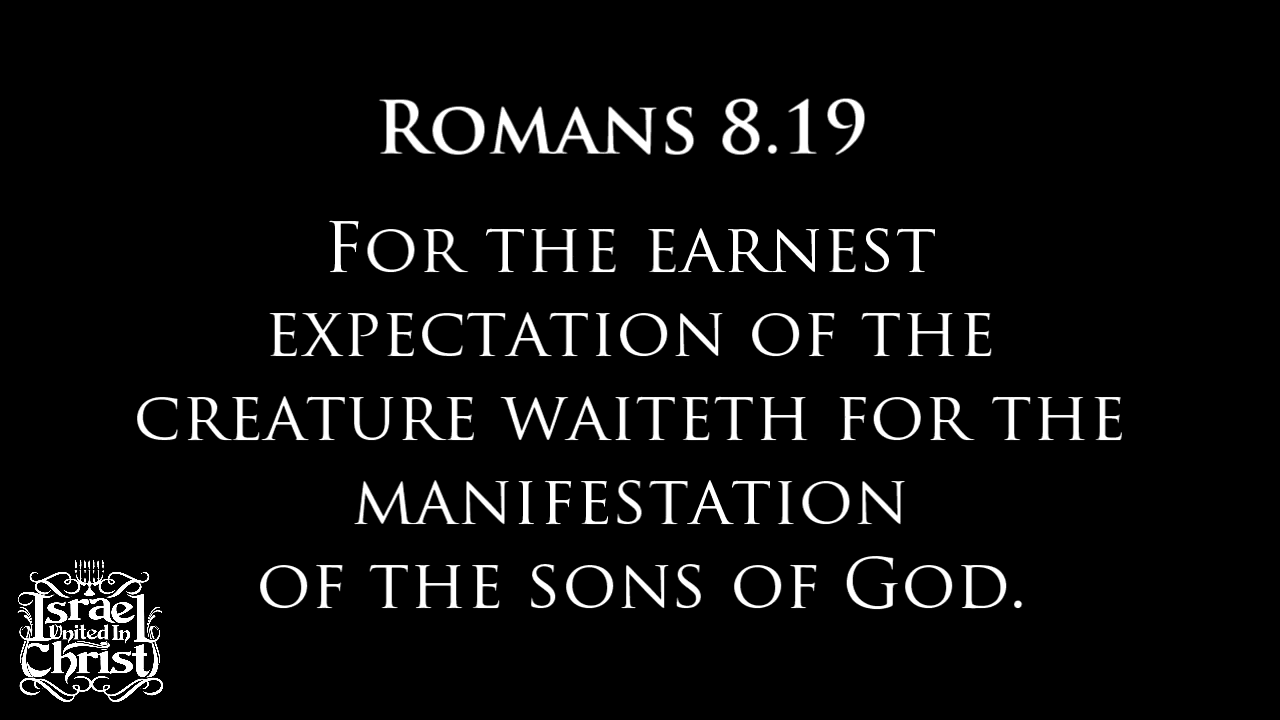 Romans 8.19
For the earnest
expectation of the
creature waiteth for the
manifestation
of the sons of God.
Israel
United In
Christ